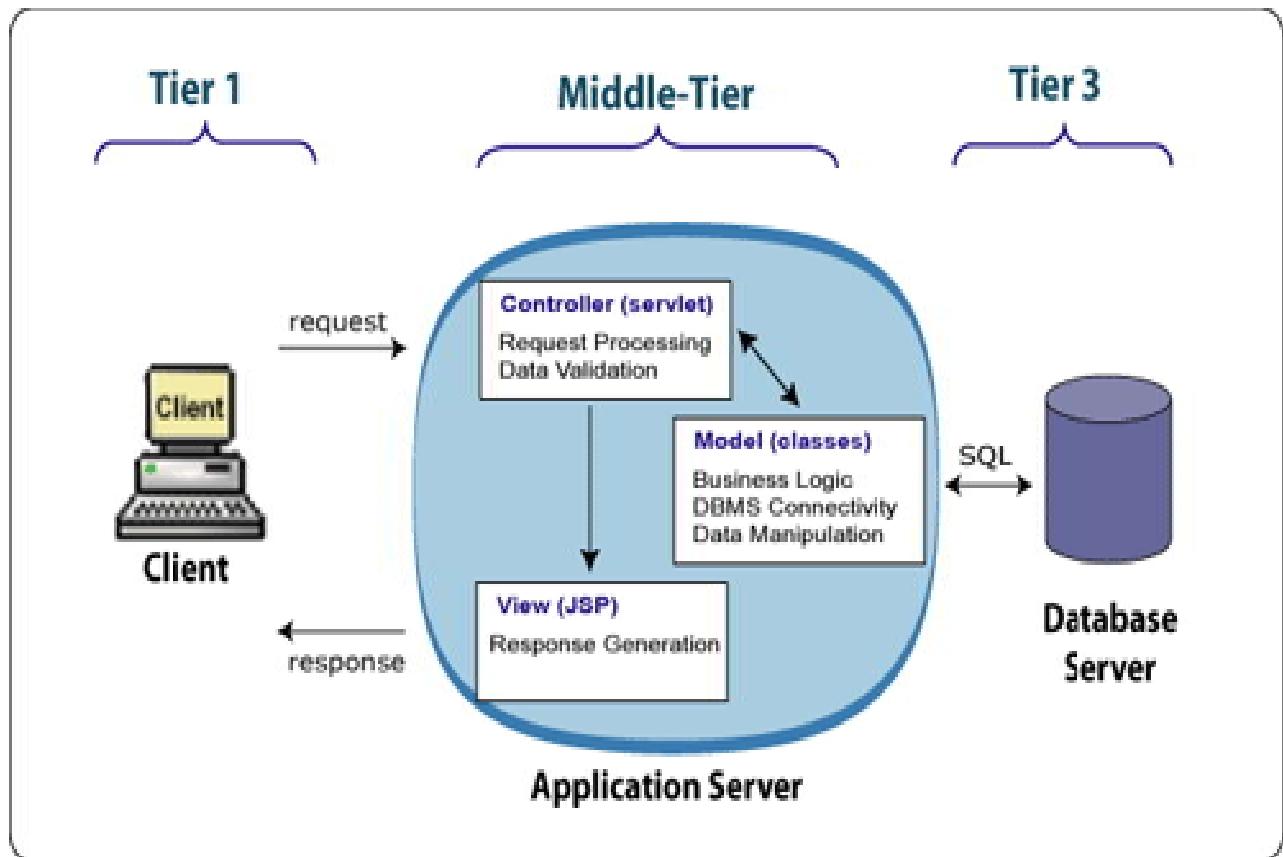 Tier 1
Middle-Tier
Tier 3
request
Controller (servlet)
Request Processing
Data Validation
Client
Client
Model (classes)
Business Logic
DBMS Connectivity
Data Manipulation
SQL
View (JSP)
Response Generation
response
Database
Server
Application Server